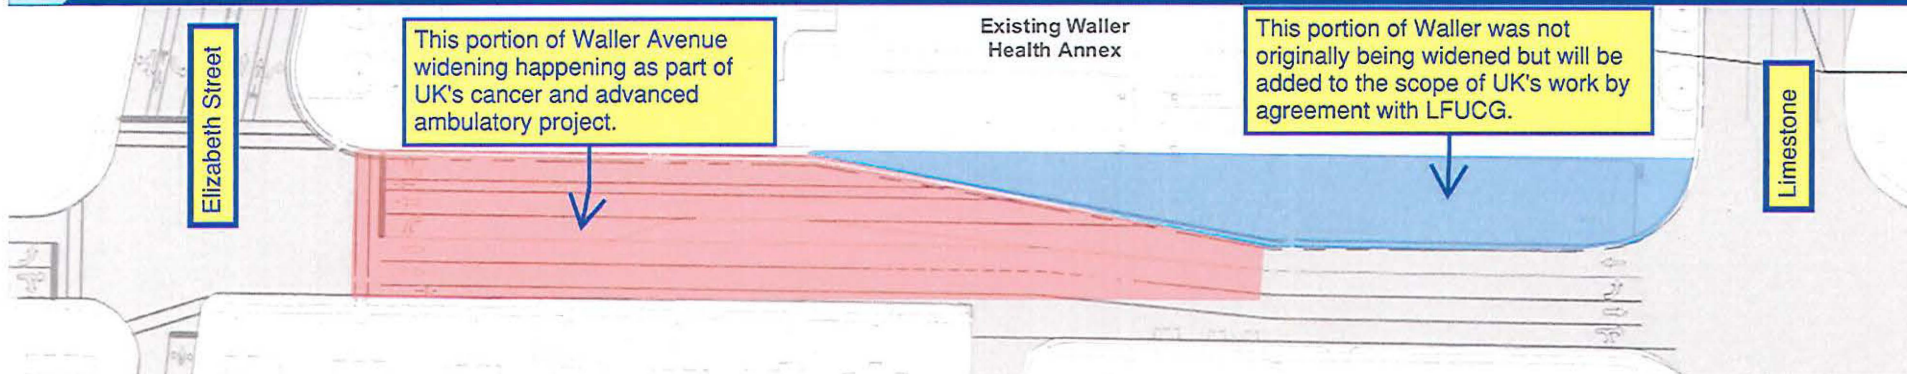 Elizabeth Street
This portion of Waller Avenue
widening happening as part of
UK's cancer and advanced
ambulatory project.
Existing Waller
Health Annex
This portion of Waller was not
originally being widened but will be
added to the scope of UK's work by
agreement with LFUCG.
Limestone